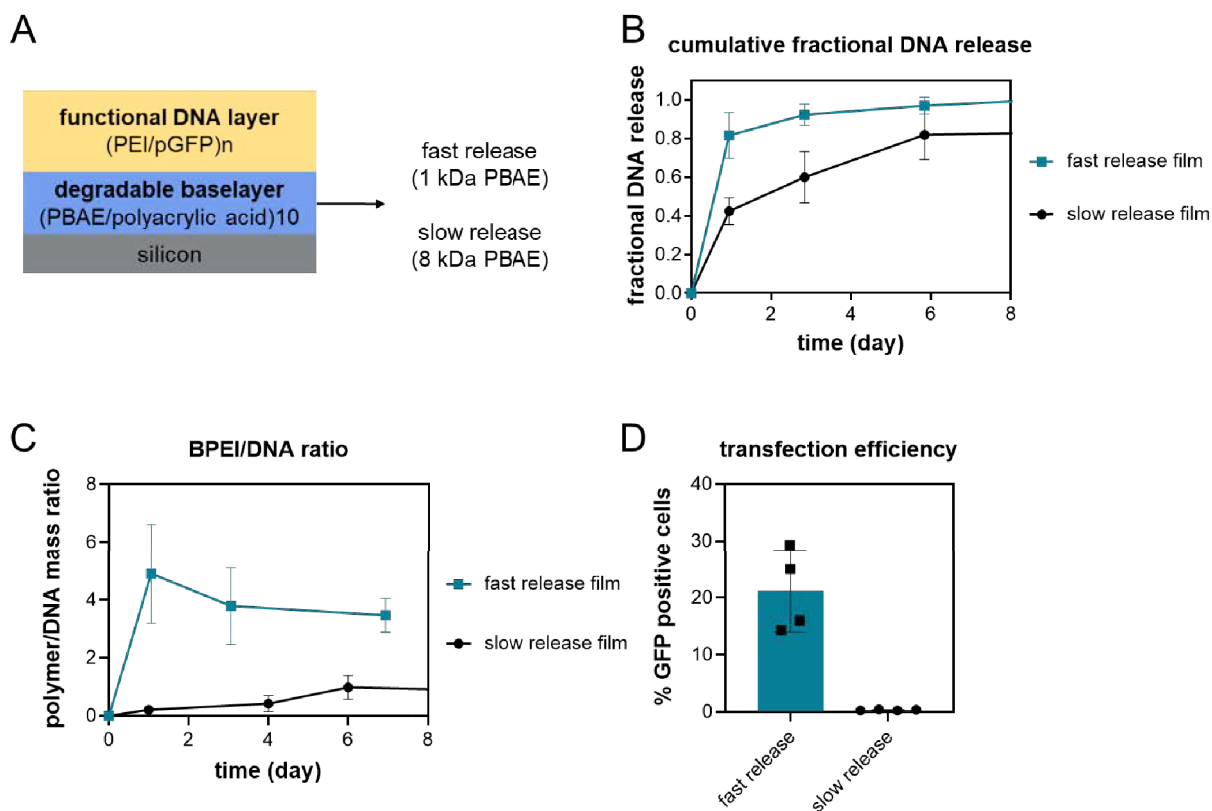 A
functional DNA layer
(PEI/pGFP)n
degradable baselayer
(PBAE/polyacrylic acid)10
silicon
fast release
(1 kDa PBAE)
slow release
(8 kDa PBAE)
B
cumulative fractional DNA release
fractional DNA release
1.0
0.8
0.6
0.4
0.2
0.0
0 2 4 6 8
time (day)
fast release film
slow release film
C
BPEI/DNA ratio
polymer/DNA mass ratio
8
6
4
2
0
0 2 4 6 8
time (day)
fast release film
slow release film
D
transfection efficiency
% GFP positive cells
40
30
20
10
0
fast release
slow release